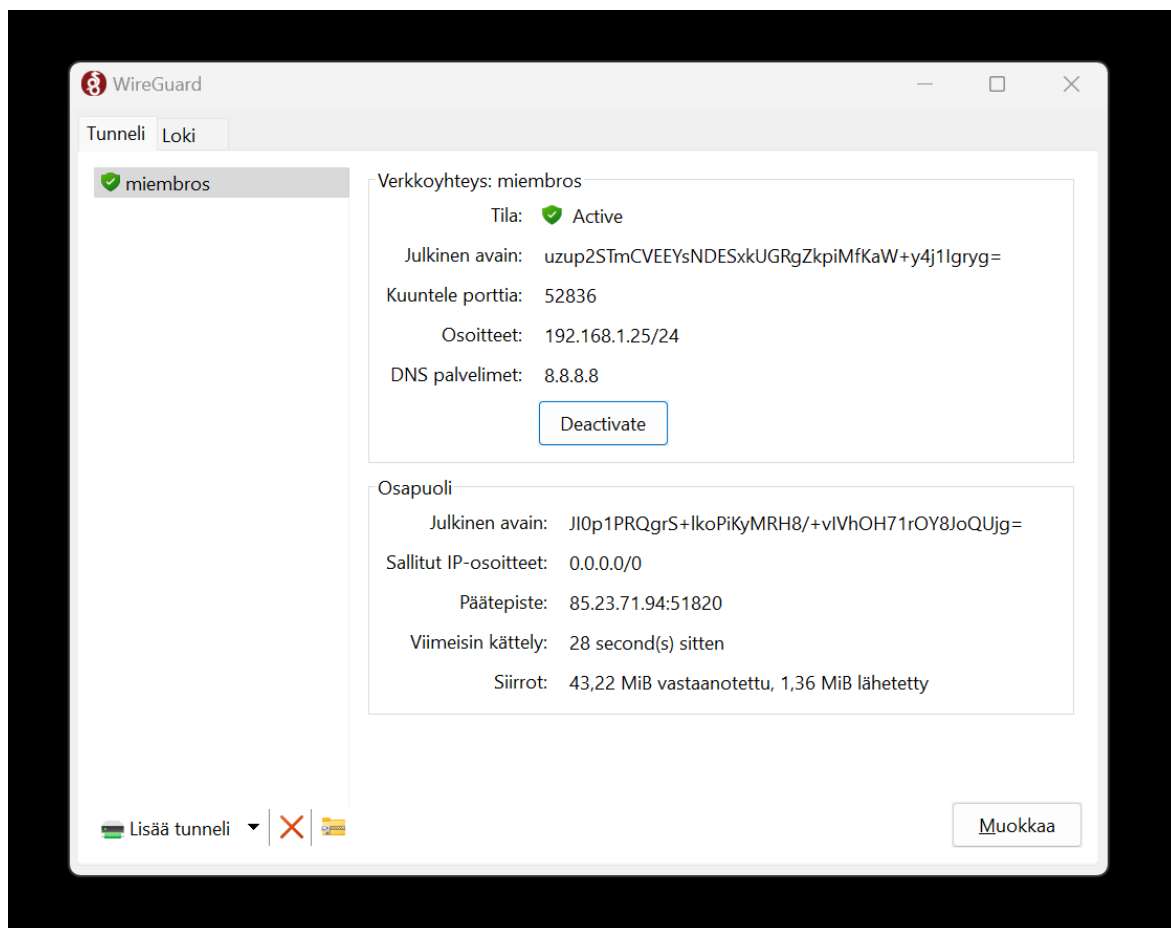 WireGuard
Tunneli Loki
miembros
Verkkoyhteys: miembros
Tila: Active
Julkinen avain: uzup2STmCVEEYsNDESxkUGRgZkpiMfKaW+y4j1Igryg=
Kuuntele porttia: 52836
Osoitteet: 192.168.1.25/24
DNS palvelimet: 8.8.8.8
Deactivate
Osapuoli
Julkinen avain: JI0p1PRQgrS+lkoPiKyMRH8/+vIVhOH71rOY8JoQUjg=
Sallitut IP-osoitteet: 0.0.0.0/0
Päätepiste: 85.23.71.94:51820
Viimeisin kättely: 28 second(s) sitten
Siirrot: 43,22 MiB vastaanotettu, 1,36 MiB lähetetty
Lisää tunneli
Muokkaa